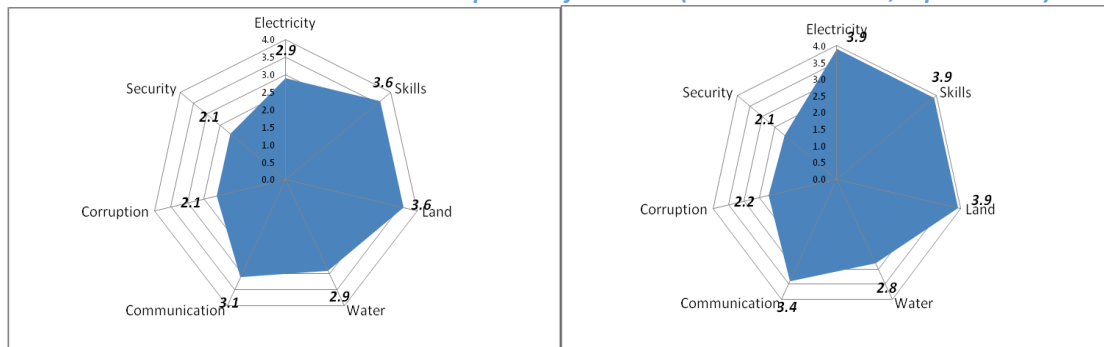 Electricity
4.0
2.9
3.5
3.0
2.5
2.0
1.5
1.0
0.5
0.0
3.6
Skills
Security
2.1
3.6
Land
Corruption
2.1
Communication
3.1
2.9
Water
Electricity
3.9
4.0
3.5
3.0
2.5
2.0
1.5
1.0
0.5
0.0
3.9
Skills
Security
2.1
3.9
Land
Corruption
2.2
Communication
3.4
2.8
Water